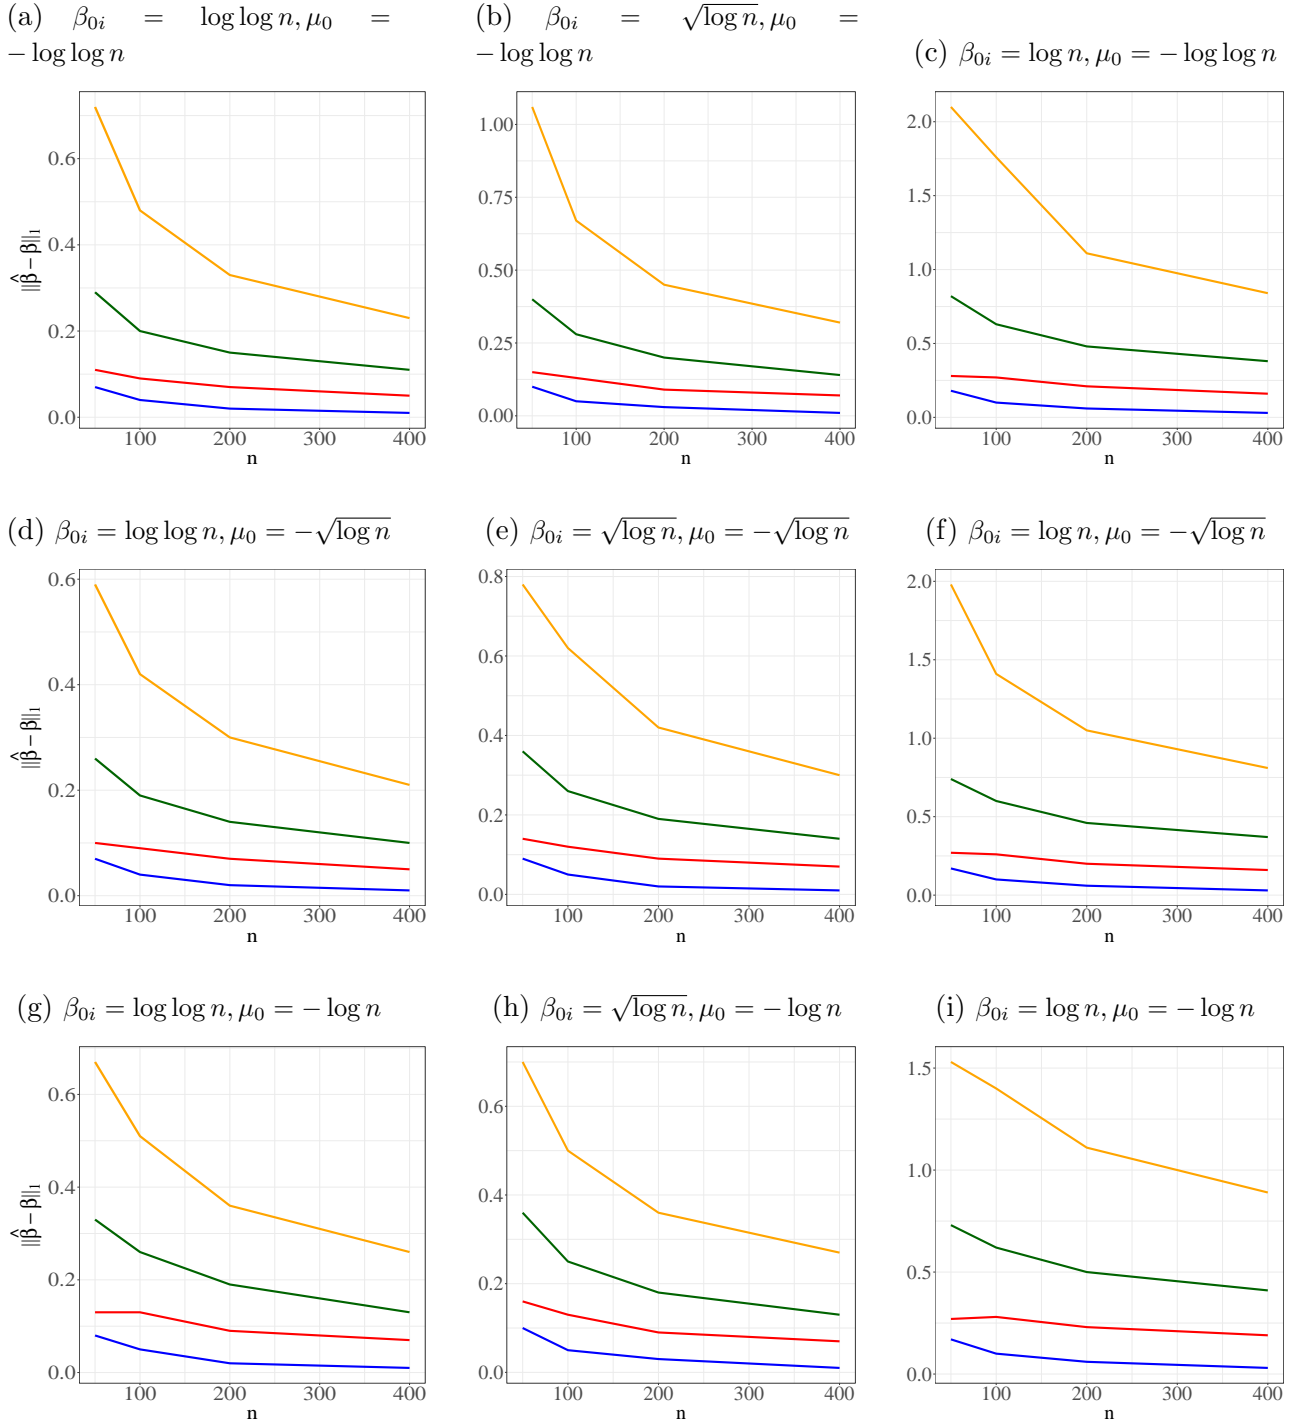 (a) β₀ᵢ = log log n, μ₀ =
− log log n
(b) β₀ᵢ = √log n, μ₀ =
− log log n
(c) β₀ᵢ = log n, μ₀ = − log log n
||β̂ − β||₁
0.6
0.4
0.2
0.0
100 200 300 400
n
1.00
0.75
0.50
0.25
0.00
100 200 300 400
n
2.0
1.5
1.0
0.5
0.0
100 200 300 400
n
(d) β₀ᵢ = log log n, μ₀ = −√log n
(e) β₀ᵢ = √log n, μ₀ = −√log n
(f) β₀ᵢ = log n, μ₀ = −√log n
||β̂ − β||₁
0.6
0.4
0.2
0.0
100 200 300 400
n
0.8
0.6
0.4
0.2
0.0
100 200 300 400
n
2.0
1.5
1.0
0.5
0.0
100 200 300 400
n
(g) β₀ᵢ = log log n, μ₀ = − log n
(h) β₀ᵢ = √log n, μ₀ = − log n
(i) β₀ᵢ = log n, μ₀ = − log n
||β̂ − β||₁
0.6
0.4
0.2
0.0
100 200 300 400
n
0.6
0.4
0.2
0.0
100 200 300 400
n
1.5
1.0
0.5
0.0
100 200 300 400
n